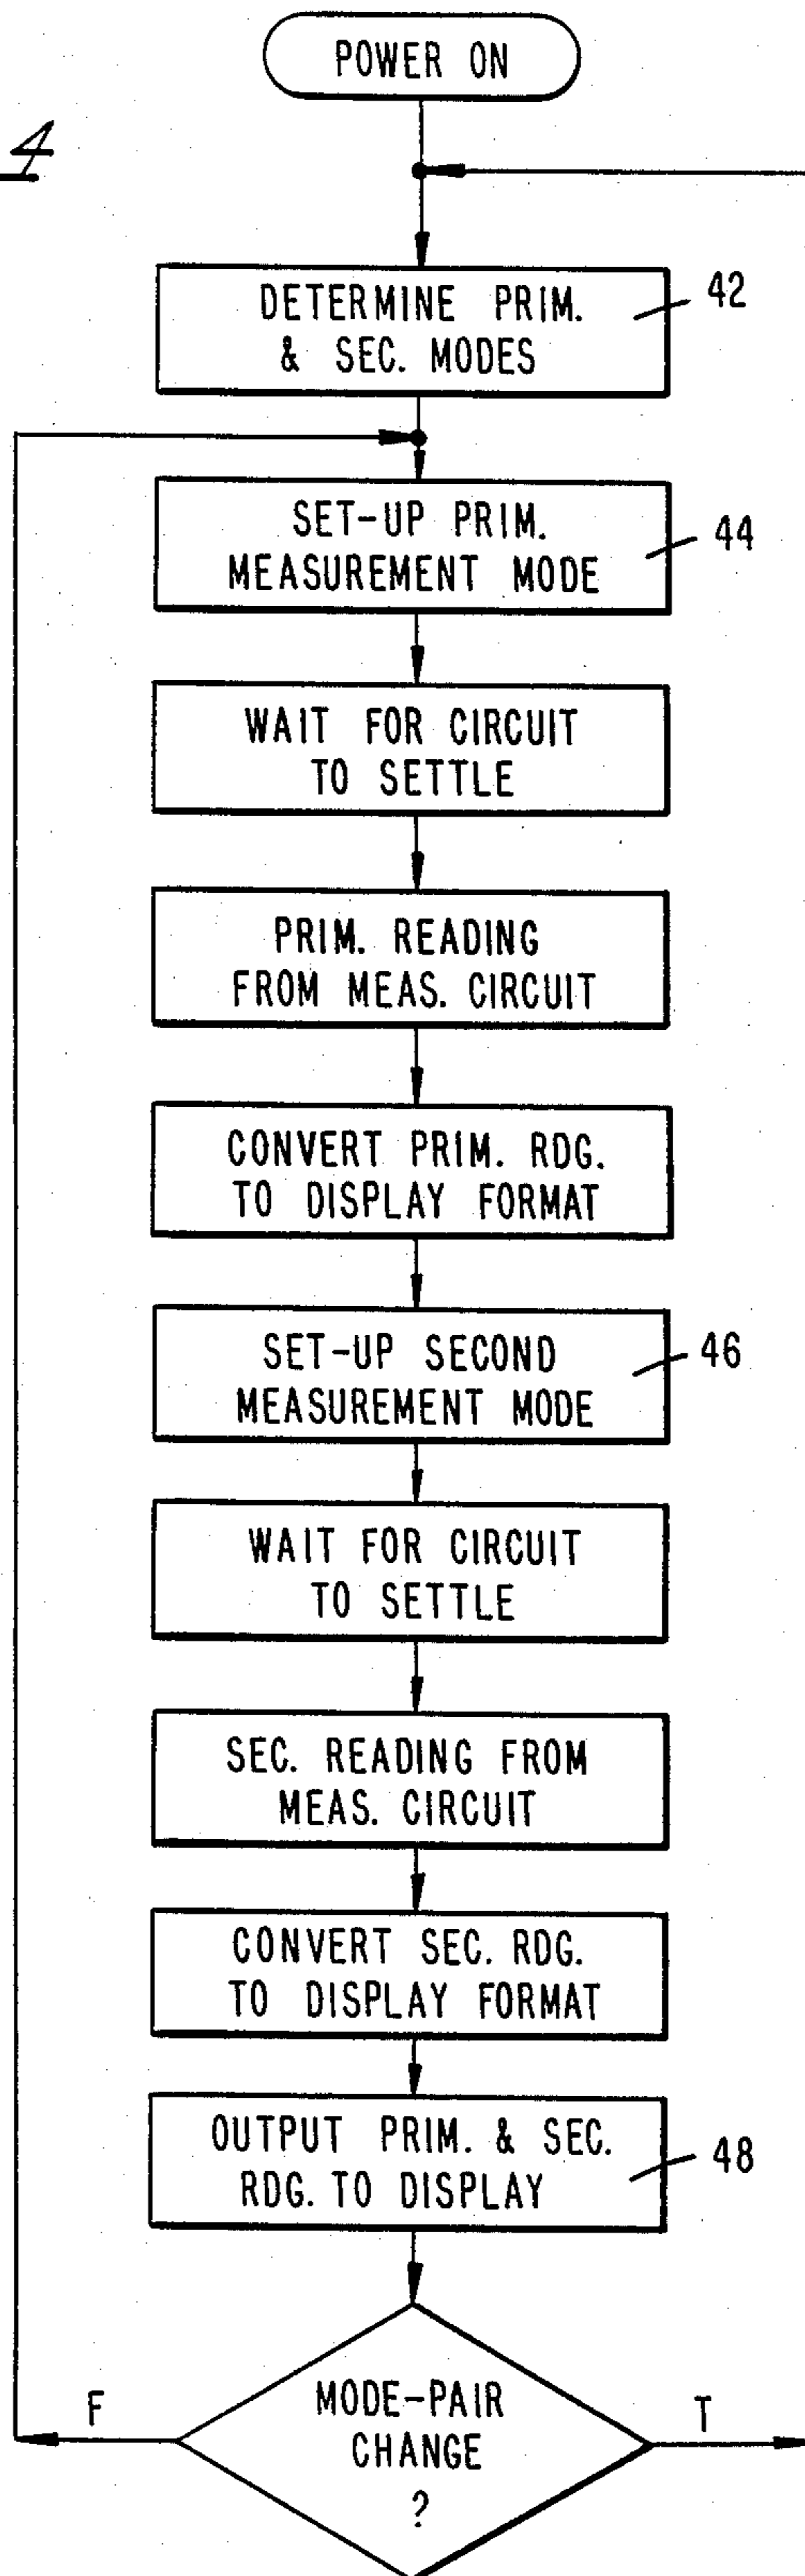 POWER ON
4
DETERMINE PRIM.
& SEC. MODES
42
SET-UP PRIM.
MEASUREMENT MODE
44
WAIT FOR CIRCUIT
TO SETTLE
PRIM. READING
FROM MEAS. CIRCUIT
CONVERT PRIM. RDG.
TO DISPLAY FORMAT
SET-UP SECOND
MEASUREMENT MODE
46
WAIT FOR CIRCUIT
TO SETTLE
SEC. READING FROM
MEAS. CIRCUIT
CONVERT SEC. RDG.
TO DISPLAY FORMAT
OUTPUT PRIM. & SEC.
RDG. TO DISPLAY
48
F
MODE-PAIR
CHANGE
?
T